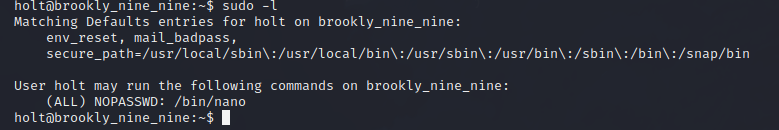 holt@brookly_nine_nine:~$ sudo -l
Matching Defaults entries for holt on brookly_nine_nine:
    env_reset, mail_badpass,
    secure_path=/usr/local/sbin\:/usr/local/bin\:/usr/sbin\:/usr/bin\:/sbin\:/bin\:/snap/bin

User holt may run the following commands on brookly_nine_nine:
    (ALL) NOPASSWD: /bin/nano
holt@brookly_nine_nine:~$